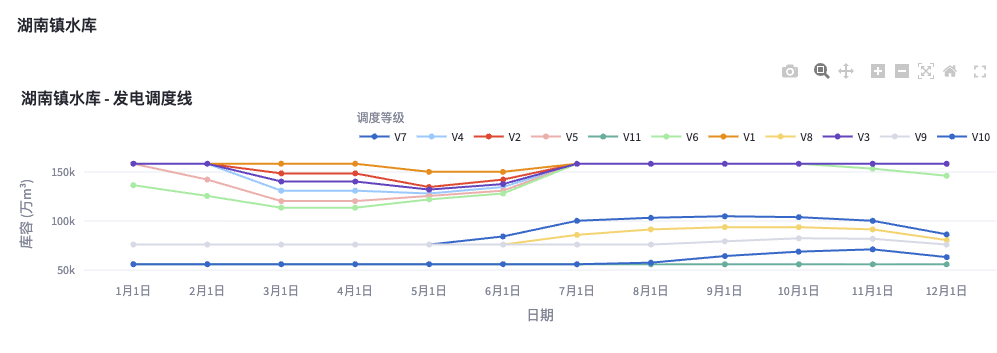 湖南镇水库
湖南镇水库 - 发电调度线
调度等级
V7 V4 V2 V5 V11 V6 V1 V8 V3 V9 V10
150k
100k
50k
库容 (万m³)
1月1日 2月1日 3月1日 4月1日 5月1日 6月1日 7月1日 8月1日 9月1日 10月1日 11月1日 12月1日
日期